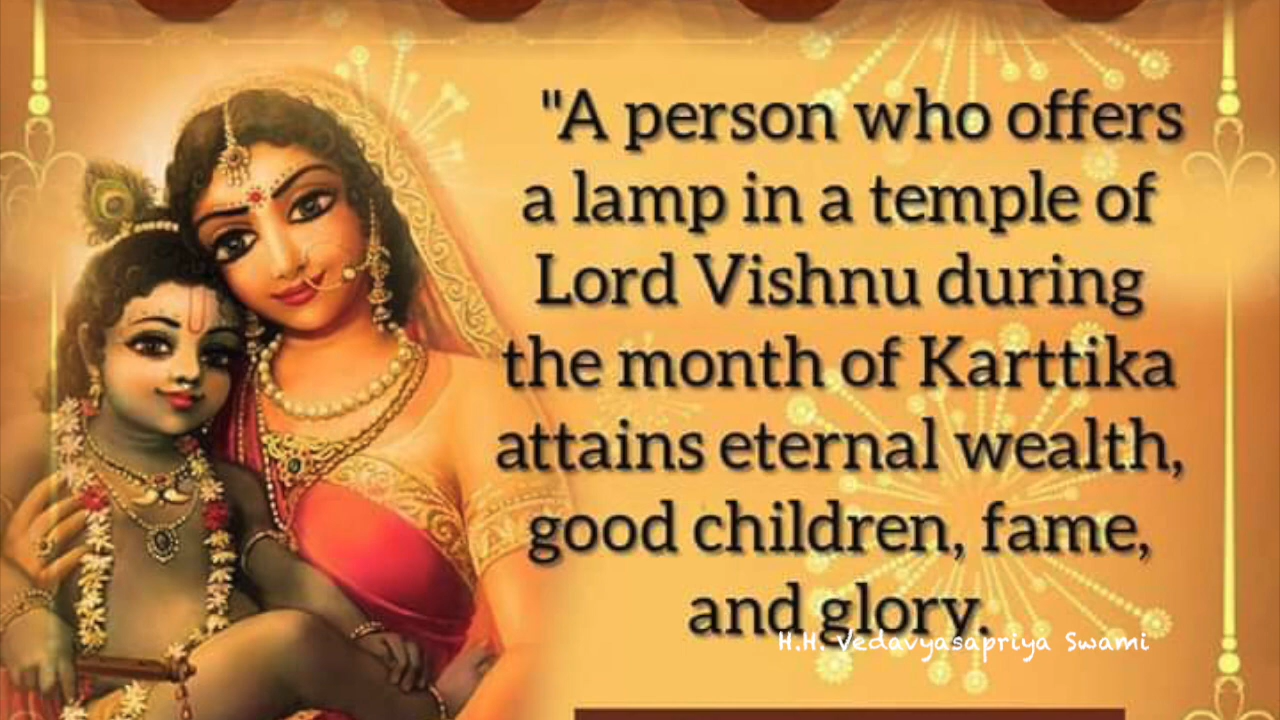 "A person who offers
a lamp in a temple of
Lord Vishnu during
the month of Karttika
attains eternal wealth,
good children, fame,
and glory.
H.H. Vedavyasapriya Swami